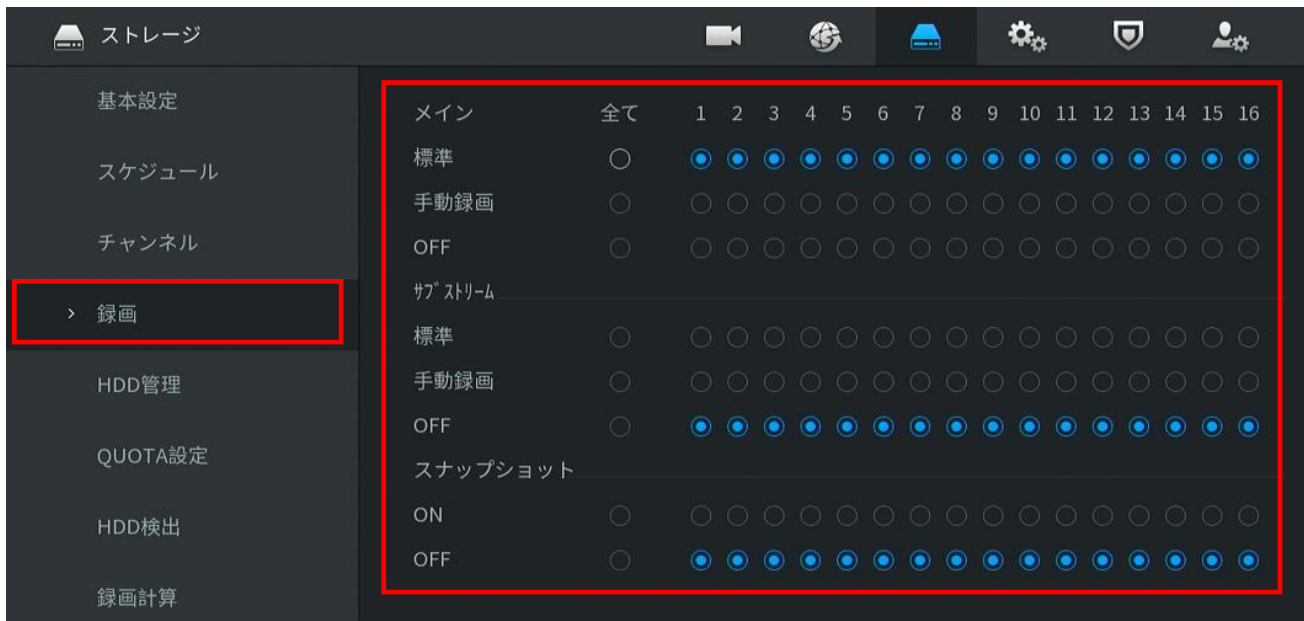 ストレージ
基本設定
スケジュール
チャンネル
録画
HDD管理
QUOTA設定
HDD検出
録画計算
メイン 全て 1 2 3 4 5 6 7 8 9 10 11 12 13 14 15 16
標準
手動録画
OFF
ｻﾌﾞｽﾄﾘｰﾑ
標準
手動録画
OFF
スナップショット
ON
OFF